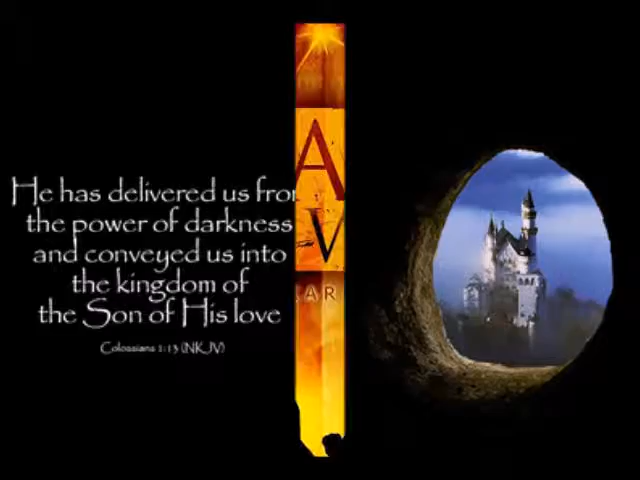 He has delivered us fro
the power of darkness
and conveyed us into
the kingdom of
the Son of His love
Colossians 1:13 (NKJV)
A
V
AR